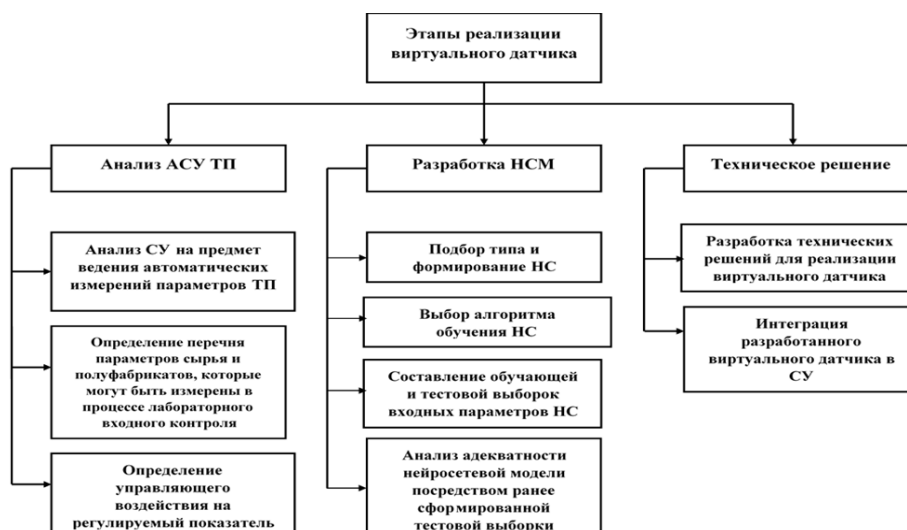 Этапы реализации
виртуального датчика
Анализ АСУ ТП
Анализ СУ на предмет
ведения автоматических
измерений параметров ТП
Определение перечня
параметров сырья и
полуфабрикатов, которые
могут быть измерены в
процессе лабораторного
входного контроля
Определение
управляющего
воздействия на
регулируемый показатель
Разработка НСМ
Подбор типа и
формирование НС
Выбор алгоритма
обучения НС
Составление обучающей
и тестовой выборок
входных параметров НС
Анализ адекватности
нейросетевой модели
посредством ранее
сформированной
тестовой выборки
Техническое решение
Разработка технических
решений для реализации
виртуального датчика
Интеграция
разработанного
виртуального датчика в
СУ